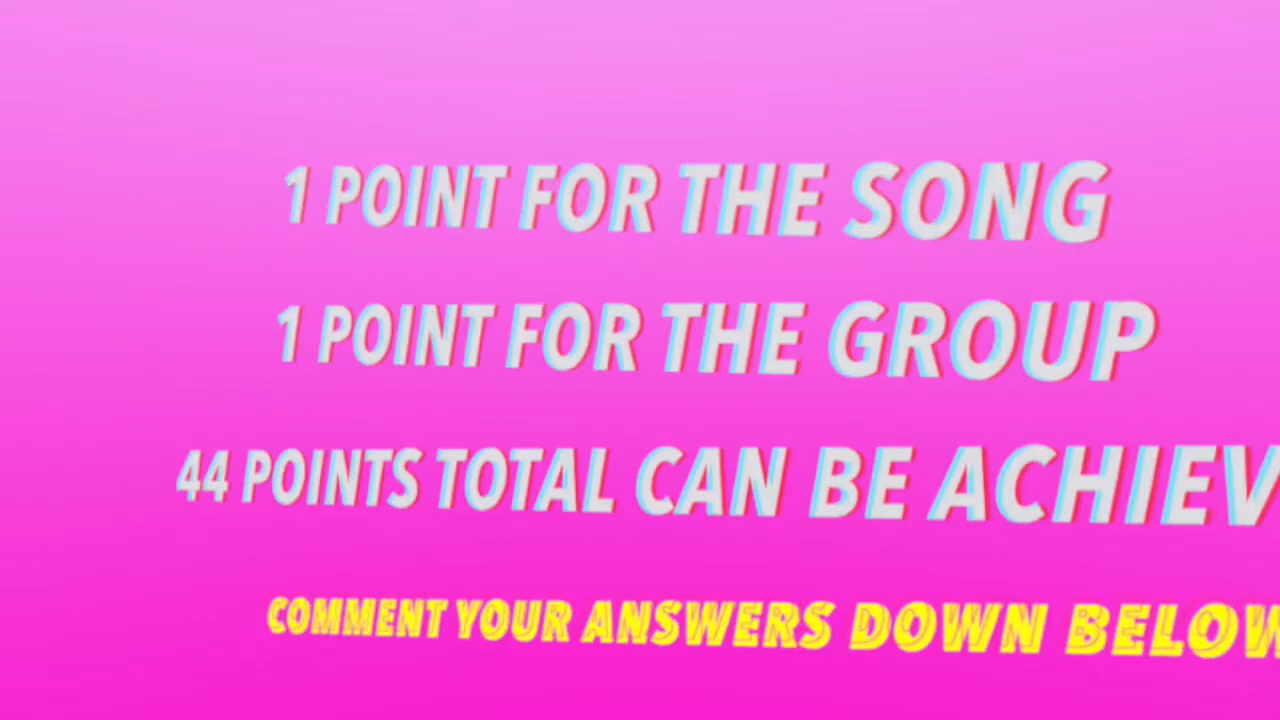 1 POINT FOR THE SONG
1 POINT FOR THE GROUP
44 POINTS TOTAL CAN BE ACHIEV
COMMENT YOUR ANSWERS DOWN BELOW